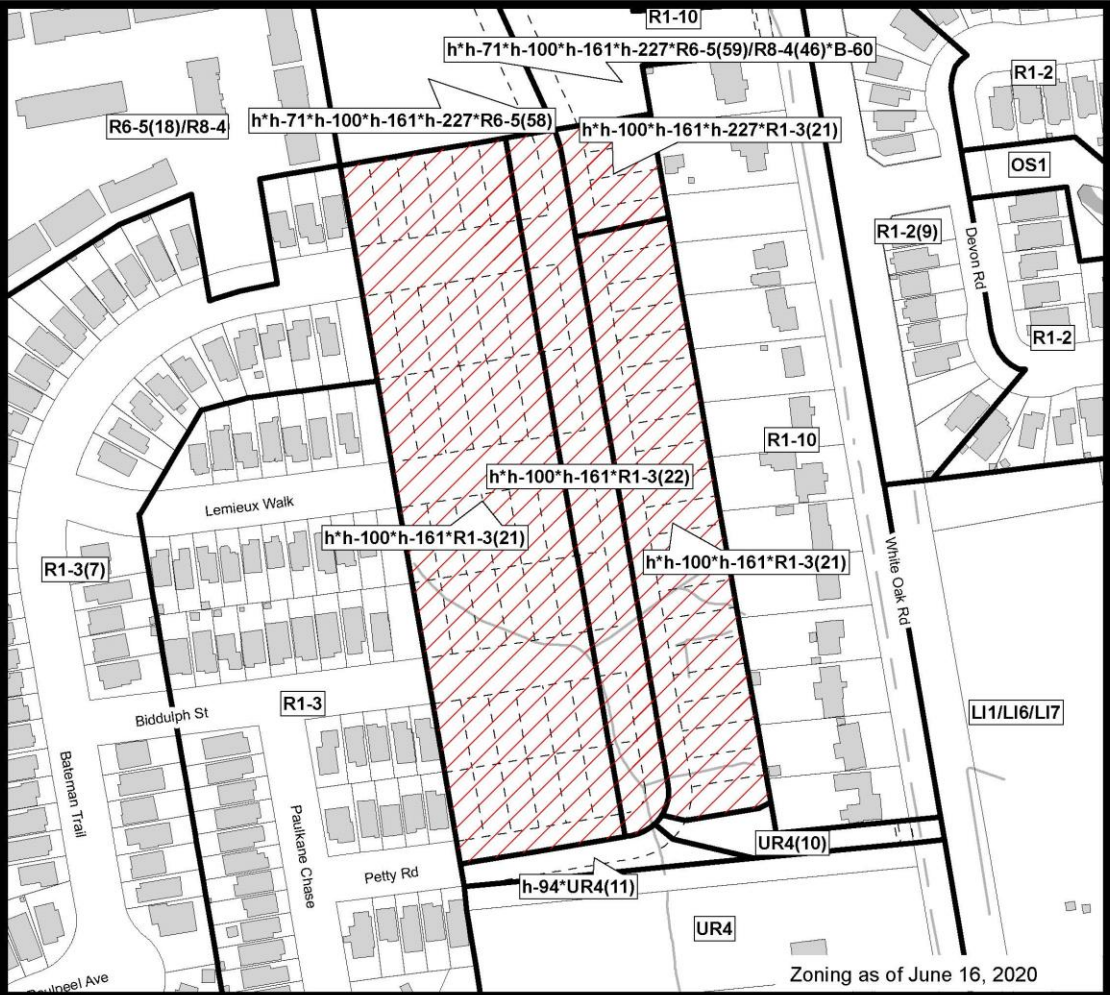 R1-10
h*h-71*h-100*h-161*h-227*R6-5(59)/R8-4(46)*B-60
R1-2
R6-5(18)/R8-4
h*h-71*h-100*h-161*h-227*R6-5(58)
h*h-100*h-161*h-227*R1-3(21)
OS1
R1-2(9)
Devon Rd
R1-2
R1-10
h*h-100*h-161*R1-3(22)
Lemieux Walk
h*h-100*h-161*R1-3(21)
h*h-100*h-161*R1-3(21)
R1-3(7)
White Oak Rd
R1-3
LI1/LI6/LI7
Biddulph St
Bateman Trail
Paulkane Chase
UR4(10)
Petty Rd
h-94*UR4(11)
UR4
Paulpeel Ave
Zoning as of June 16, 2020